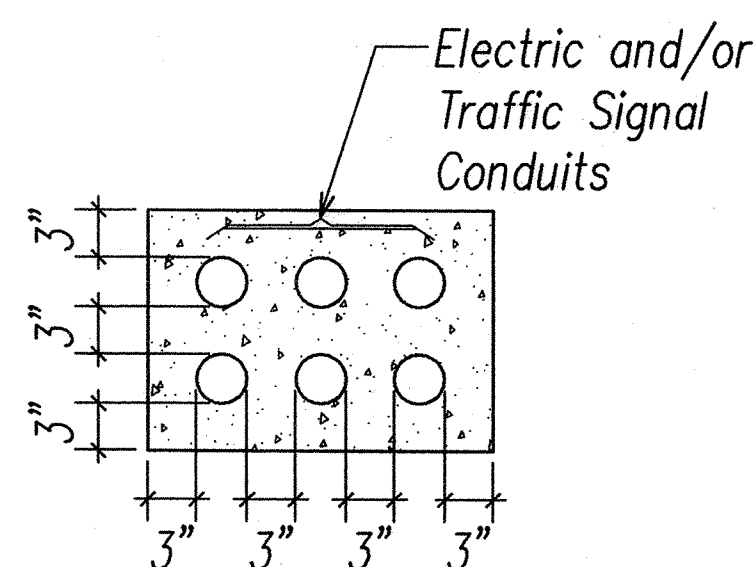 Electric and/or
Traffic Signal
Conduits
3"
3"
3"
3" 3" 3" 3"